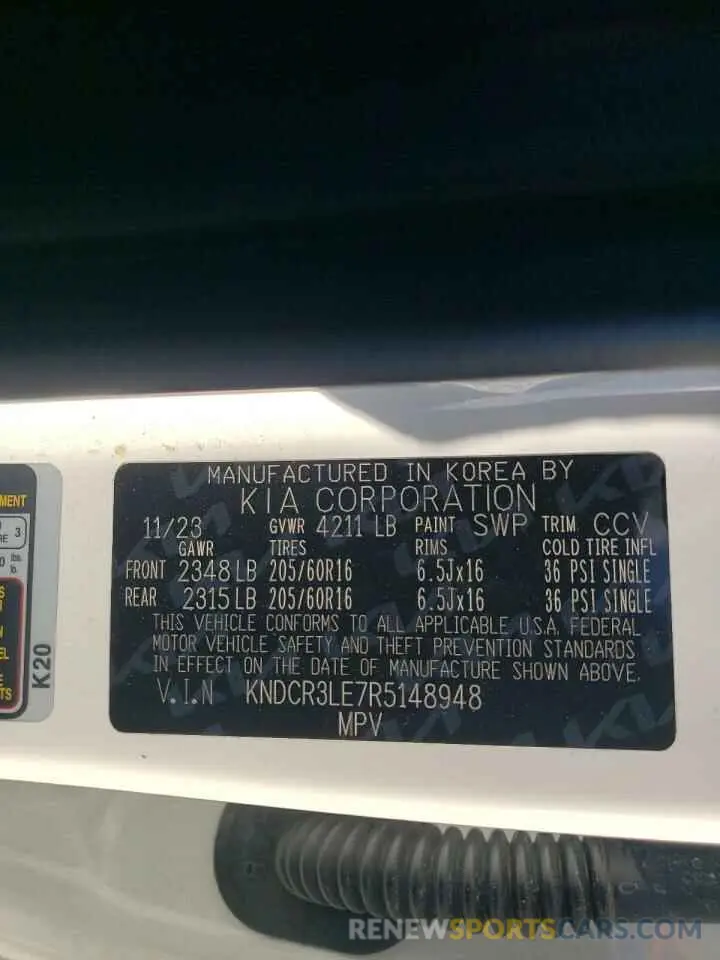 MANUFACTURED IN KOREA BY
KIA CORPORATION
11/23 GVWR 4211 LB PAINT SWP TRIM CCV
GAWR TIRES RIMS COLD TIRE INFL
FRONT 2348 LB 205/60R16 6.5Jx16 36 PSI SINGLE
REAR 2315 LB 205/60R16 6.5Jx16 36 PSI SINGLE
THIS VEHICLE CONFORMS TO ALL APPLICABLE U.S.A. FEDERAL
MOTOR VEHICLE SAFETY AND THEFT PREVENTION STANDARDS
IN EFFECT ON THE DATE OF MANUFACTURE SHOWN ABOVE.
V.I.N KNDCR3LE7R5148948
MPV
K20
3
lbs.
RENEWSPORTSCARS.COM